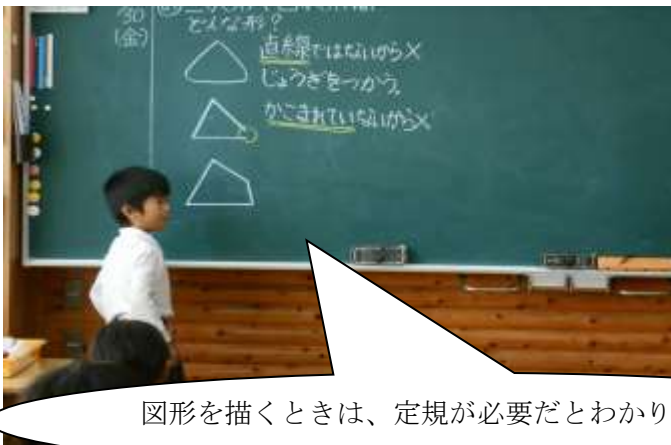 30
(金)
どんな形?
直線ではないから×
じょうぎをつかう。
かこまれていないから×
図形を描くときは、定規が必要だとわかり